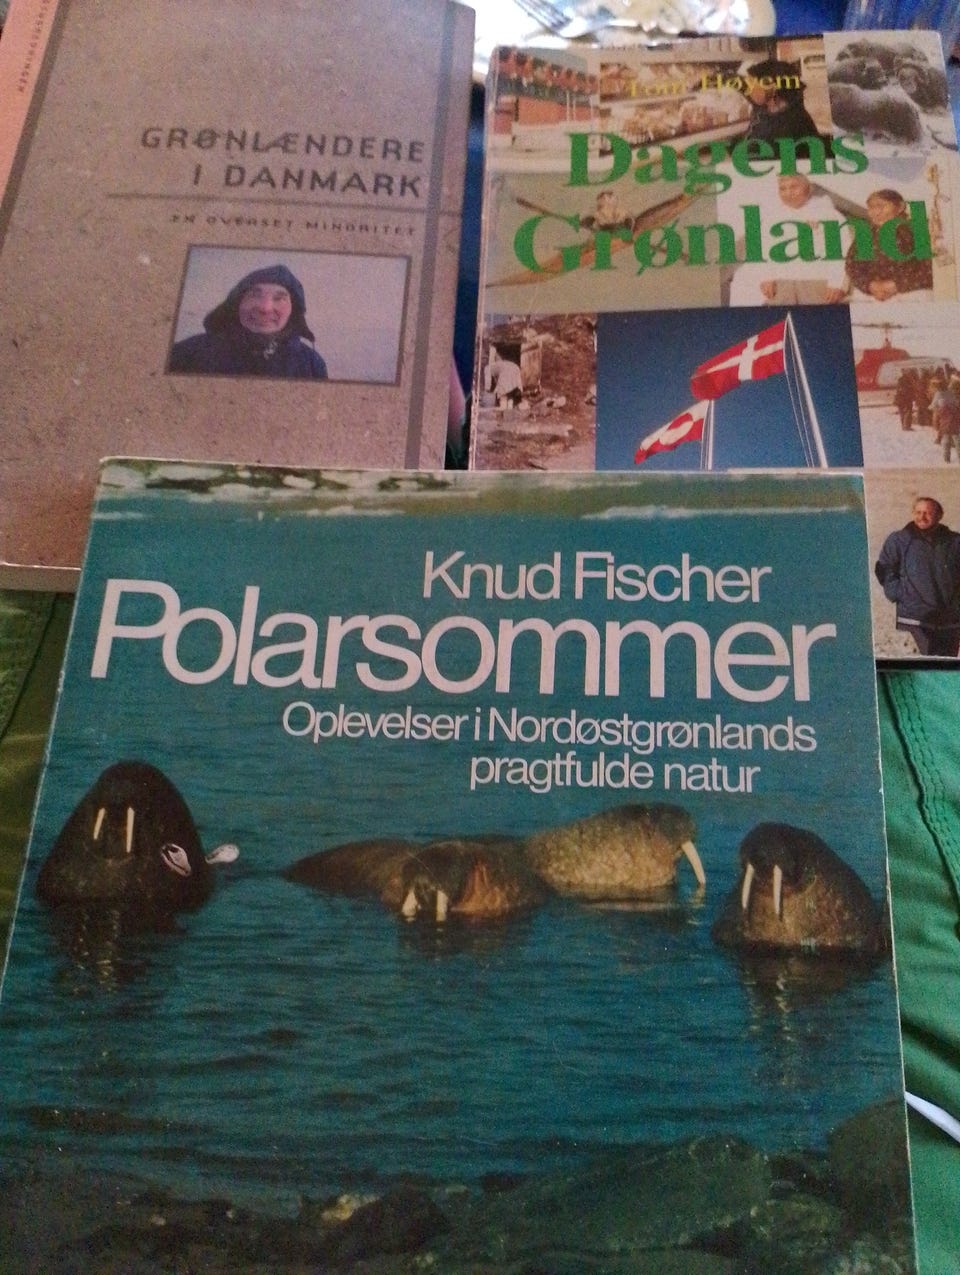 GRØNLÆNDERE
I DANMARK
EN OVERSET MINORITET
Tom Høyem
Dagens
Grønland
Knud Fischer
Polarsommer
Oplevelser i Nordøstgrønlands
pragtfulde natur